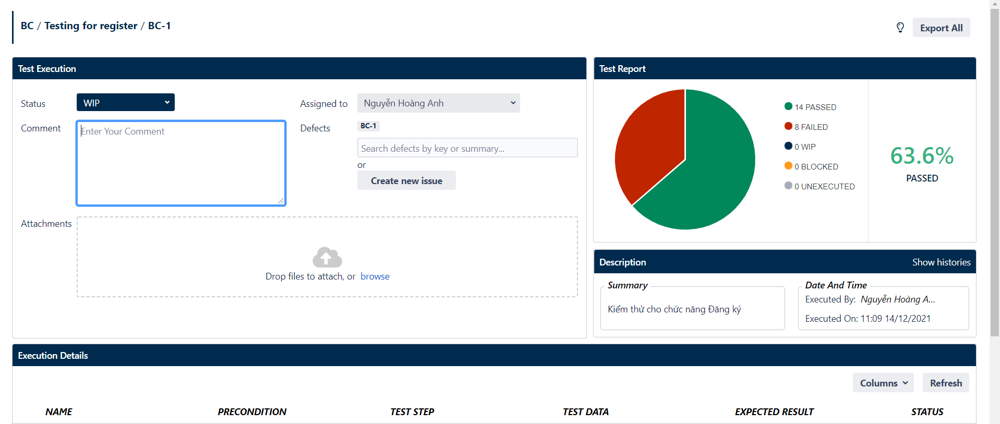 BC / Testing for register / BC-1
Export All
Test Execution
Status
WIP
Assigned to
Nguyễn Hoàng Anh
Comment
Enter Your Comment
Defects
BC-1
Search defects by key or summary...
or
Create new issue
Attachments
Drop files to attach, or browse
Test Report
14 PASSED
8 FAILED
0 WIP
0 BLOCKED
0 UNEXECUTED
63.6%
PASSED
Description
Show histories
Summary
Kiểm thử cho chức năng Đăng ký
Date And Time
Executed By: Nguyễn Hoàng A...
Executed On: 11:09 14/12/2021
Execution Details
Columns
Refresh
NAME
PRECONDITION
TEST STEP
TEST DATA
EXPECTED RESULT
STATUS